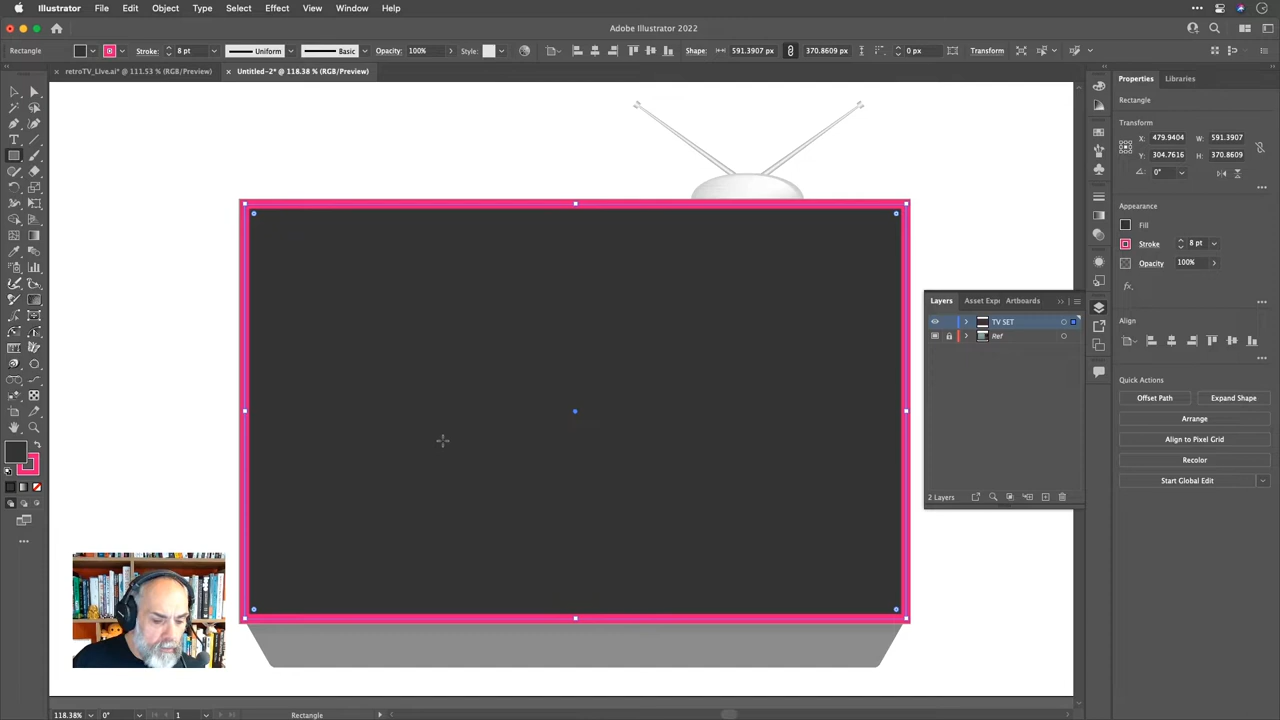 Illustrator File Edit Object Type Select Effect View Window Help
Adobe Illustrator 2022
Rectangle Stroke: 8 pt Uniform Basic Opacity: 100% Style: Shape: 591.3907 px 370.8609 px 0 px Transform
× retroTV_LIve.ai* @ 111.53 % (RGB/Preview) × Untitled-2* @ 118.38 % (RGB/Preview)
Properties Libraries
Rectangle
Transform
X: 479.9404 W: 591.3907
Y: 304.7616 H: 370.8609
0°
Appearance
Fill
Stroke 8 pt
Opacity 100%
Layers Asset Expo Artboards
TV SET
Ref
2 Layers
Align
Quick Actions
Offset Path Expand Shape
Arrange
Align to Pixel Grid
Recolor
Start Global Edit
118.38% 0° 1 Rectangle